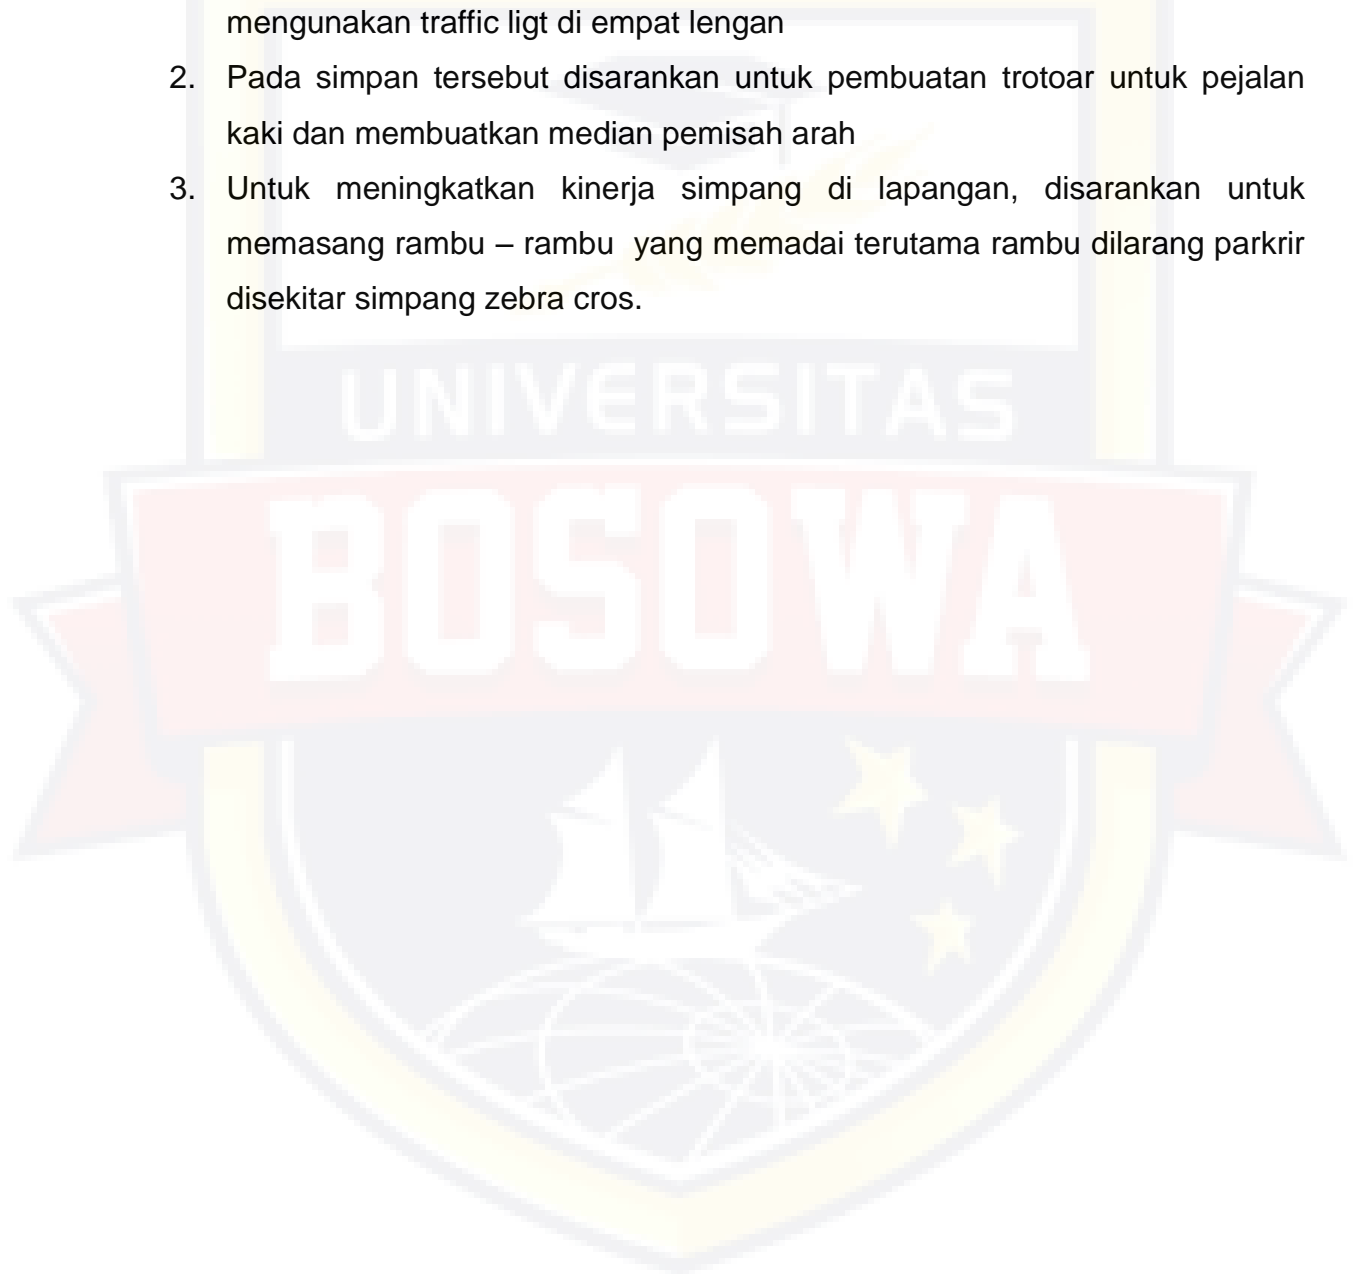 mengunakan traffic ligt di empat lengan
2. Pada simpan tersebut disarankan untuk pembuatan trotoar untuk pejalan
kaki dan membuatkan median pemisah arah
3. Untuk meningkatkan kinerja simpang di lapangan, disarankan untuk
memasang rambu – rambu yang memadai terutama rambu dilarang parkrir
disekitar simpang zebra cros.
UNIVERSITAS
BOSOWA